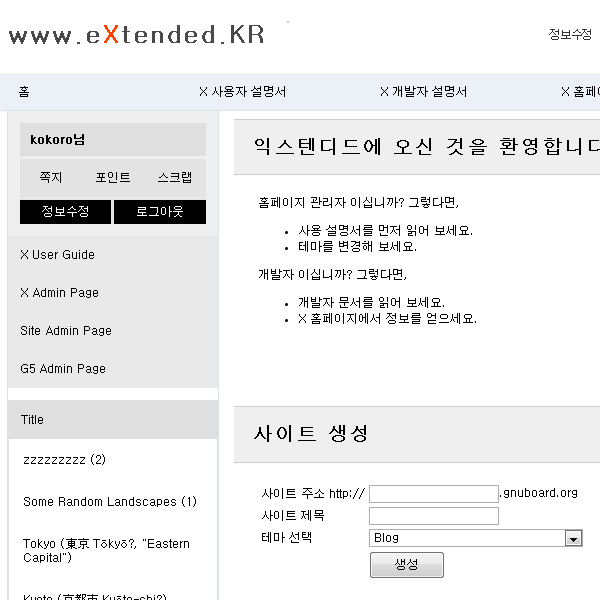 www.eXtended.KR
정보수정
홈
X 사용자 설명서
X 개발자 설명서
X 홈페
kokoro님
쪽지 포인트 스크랩
정보수정 로그아웃
X User Guide
X Admin Page
Site Admin Page
G5 Admin Page
Title
zzzzzzzzz (2)
Some Random Landscapes (1)
Tokyo (東京 Tōkyō?, "Eastern
Capital")
Kyoto (京都市 Kyōto-shi?)
익스텐디드에 오신 것을 환영합니다
홈페이지 관리자 이십니까? 그렇다면,
• 사용 설명서를 먼저 읽어 보세요.
• 테마를 변경해 보세요.
개발자 이십니까? 그렇다면,
• 개발자 문서를 읽어 보세요.
• X 홈페이지에서 정보를 얻으세요.
사이트 생성
사이트 주소 http:// .gnuboard.org
사이트 제목
테마 선택 Blog
생성